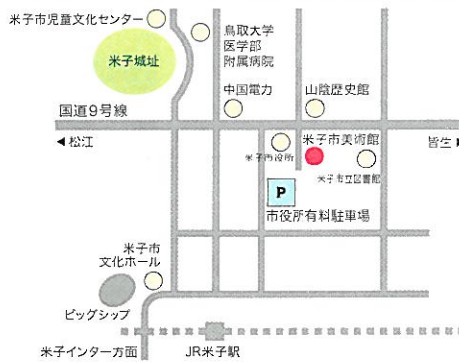 米子市児童文化センター
鳥取大学
医学部
附属病院
米子城址
中国電力
山陰歴史館
国道9号線
◀松江
皆生▶
米子市役所
米子市美術館
米子市立図書館
P
市役所有料駐車場
米子市
文化ホール
ビッグシップ
米子インター方面
JR米子駅